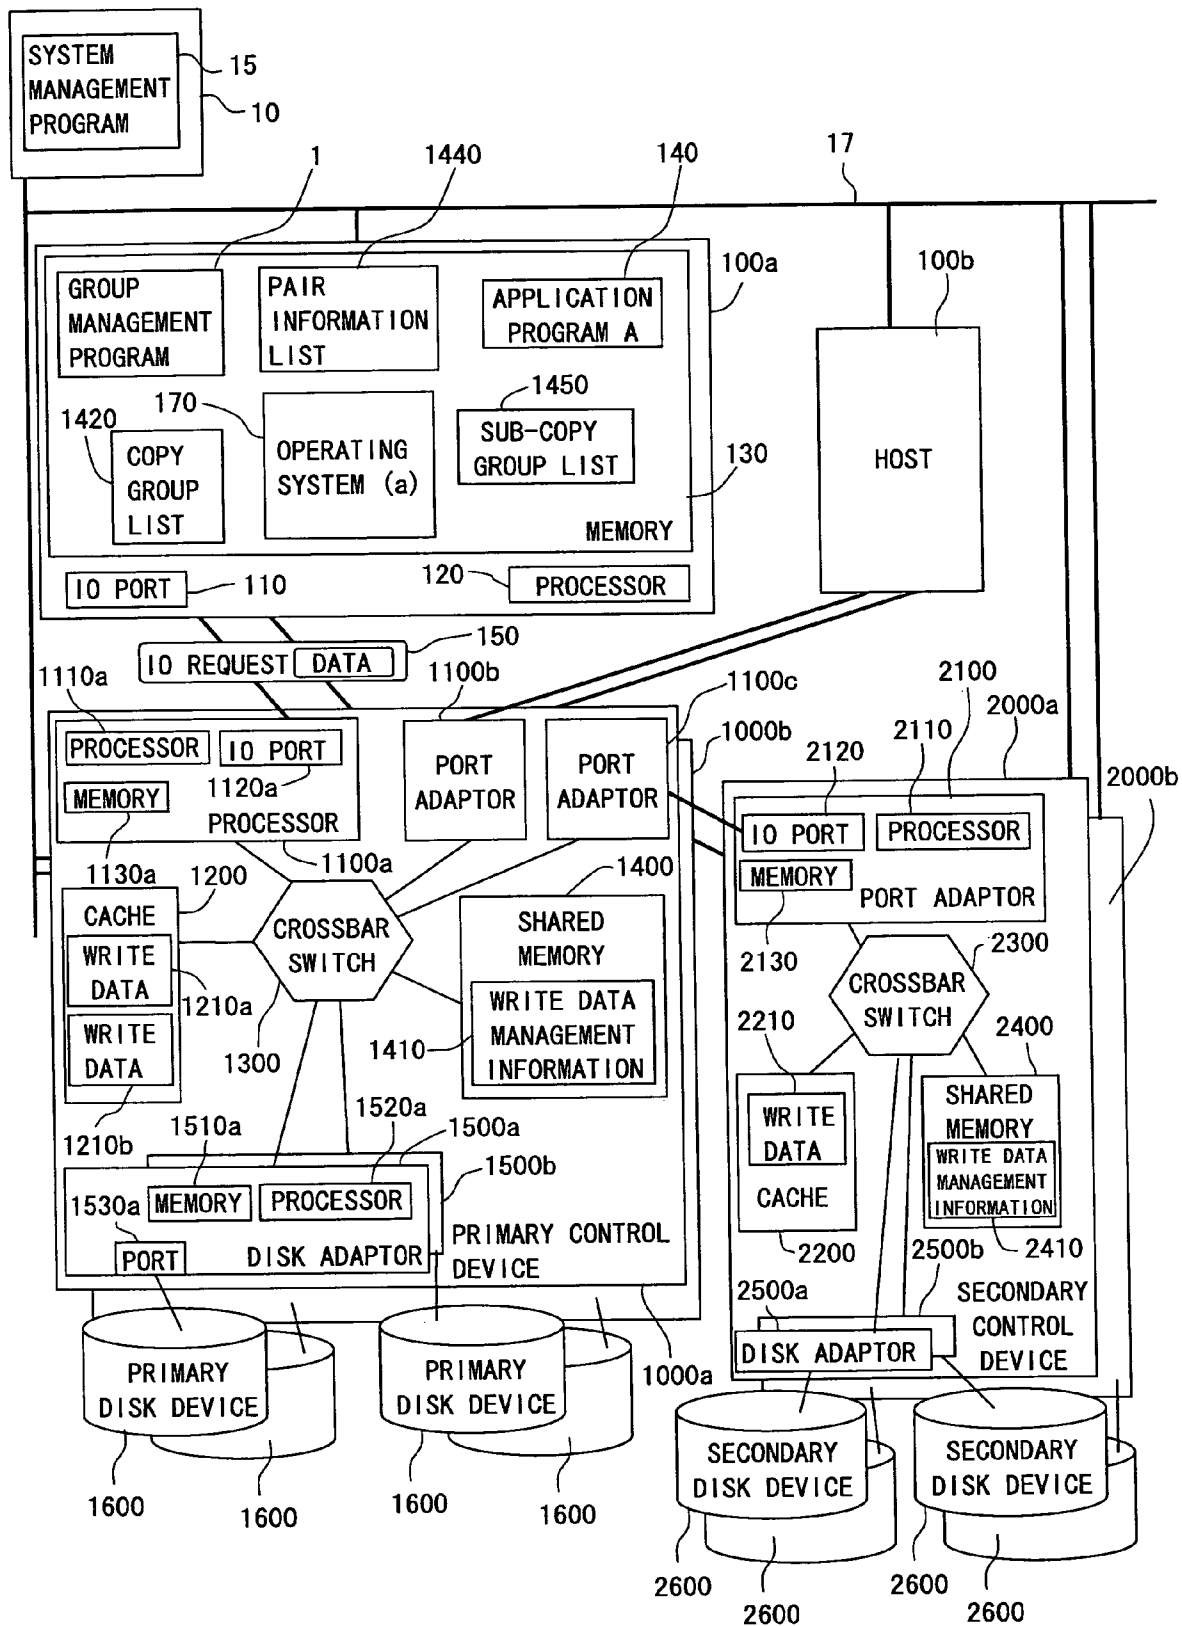 SYSTEM
MANAGEMENT
PROGRAM
15
10
1
1440
140
17
GROUP
MANAGEMENT
PROGRAM
PAIR
INFORMATION
LIST
APPLICATION
PROGRAM A
100a
100b
1420
170
1450
COPY
GROUP
LIST
OPERATING
SYSTEM (a)
SUB-COPY
GROUP LIST
130
MEMORY
HOST
IO PORT
110
120
PROCESSOR
IO REQUEST
DATA
150
1110a
1100b
1100c
2100
2000a
1000b
PROCESSOR
IO PORT
1120a
MEMORY
PROCESSOR
PORT
ADAPTOR
PORT
ADAPTOR
2120
2110
2000b
IO PORT
PROCESSOR
MEMORY
PORT ADAPTOR
1130a
1200
1100a
1400
CACHE
WRITE
DATA
1210a
WRITE
DATA
CROSSBAR
SWITCH
1300
SHARED
MEMORY
WRITE DATA
MANAGEMENT
INFORMATION
1410
2130
2300
CROSSBAR
SWITCH
2210
2400
WRITE
DATA
CACHE
SHARED
MEMORY
WRITE DATA
MANAGEMENT
INFORMATION
1210b
1510a
1520a
1500a
1500b
1530a
MEMORY
PROCESSOR
PORT
DISK ADAPTOR
PRIMARY CONTROL
DEVICE
2200
2500b
2410
2500a
SECONDARY
CONTROL
DEVICE
DISK ADAPTOR
PRIMARY
DISK DEVICE
PRIMARY
DISK DEVICE
1000a
SECONDARY
DISK DEVICE
SECONDARY
DISK DEVICE
1600
1600
1600
1600
2600
2600
2600
2600